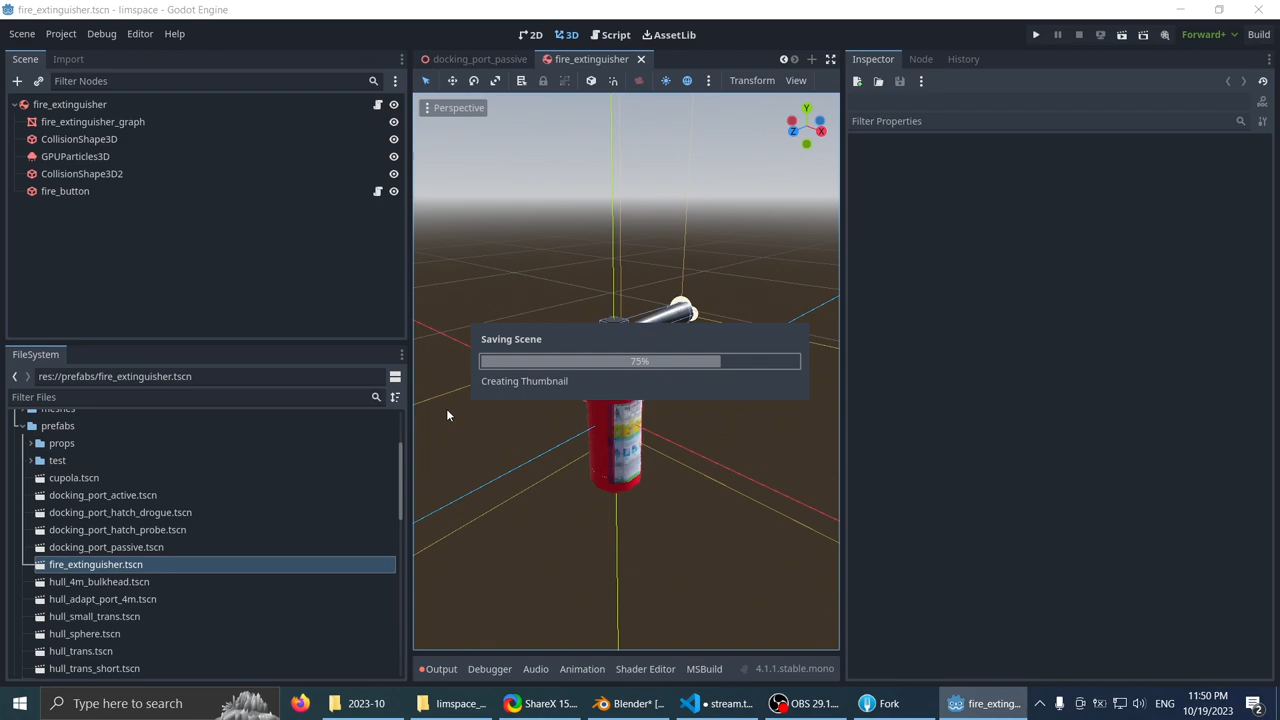 fire_extinguisher.tscn - limspace - Godot Engine
Scene Project Debug Editor Help
2D 3D Script AssetLib
Forward+ Build
Scene Import
docking_port_passive fire_extinguisher
Inspector Node History
Filter Nodes
Transform View
fire_extinguisher
fire_extinguisher_graph
CollisionShape3D
GPUParticles3D
CollisionShape3D2
fire_button
Perspective
Y
Z X
Filter Properties
DOC
Saving Scene
75%
Creating Thumbnail
FileSystem
res://prefabs/fire_extinguisher.tscn
Filter Files
meshes
prefabs
props
test
cupola.tscn
docking_port_active.tscn
docking_port_hatch_drogue.tscn
docking_port_hatch_probe.tscn
docking_port_passive.tscn
fire_extinguisher.tscn
hull_4m_bulkhead.tscn
hull_adapt_port_4m.tscn
hull_small_trans.tscn
hull_sphere.tscn
hull_trans.tscn
hull_trans_short.tscn
Output Debugger Audio Animation Shader Editor MSBuild 4.1.1.stable.mono
Type here to search
2023-10
limspace_...
ShareX 15....
Blender* [...
● stream.t...
OBS 29.1...
Fork
fire_exting...
ENG
11:50 PM
10/19/2023
2